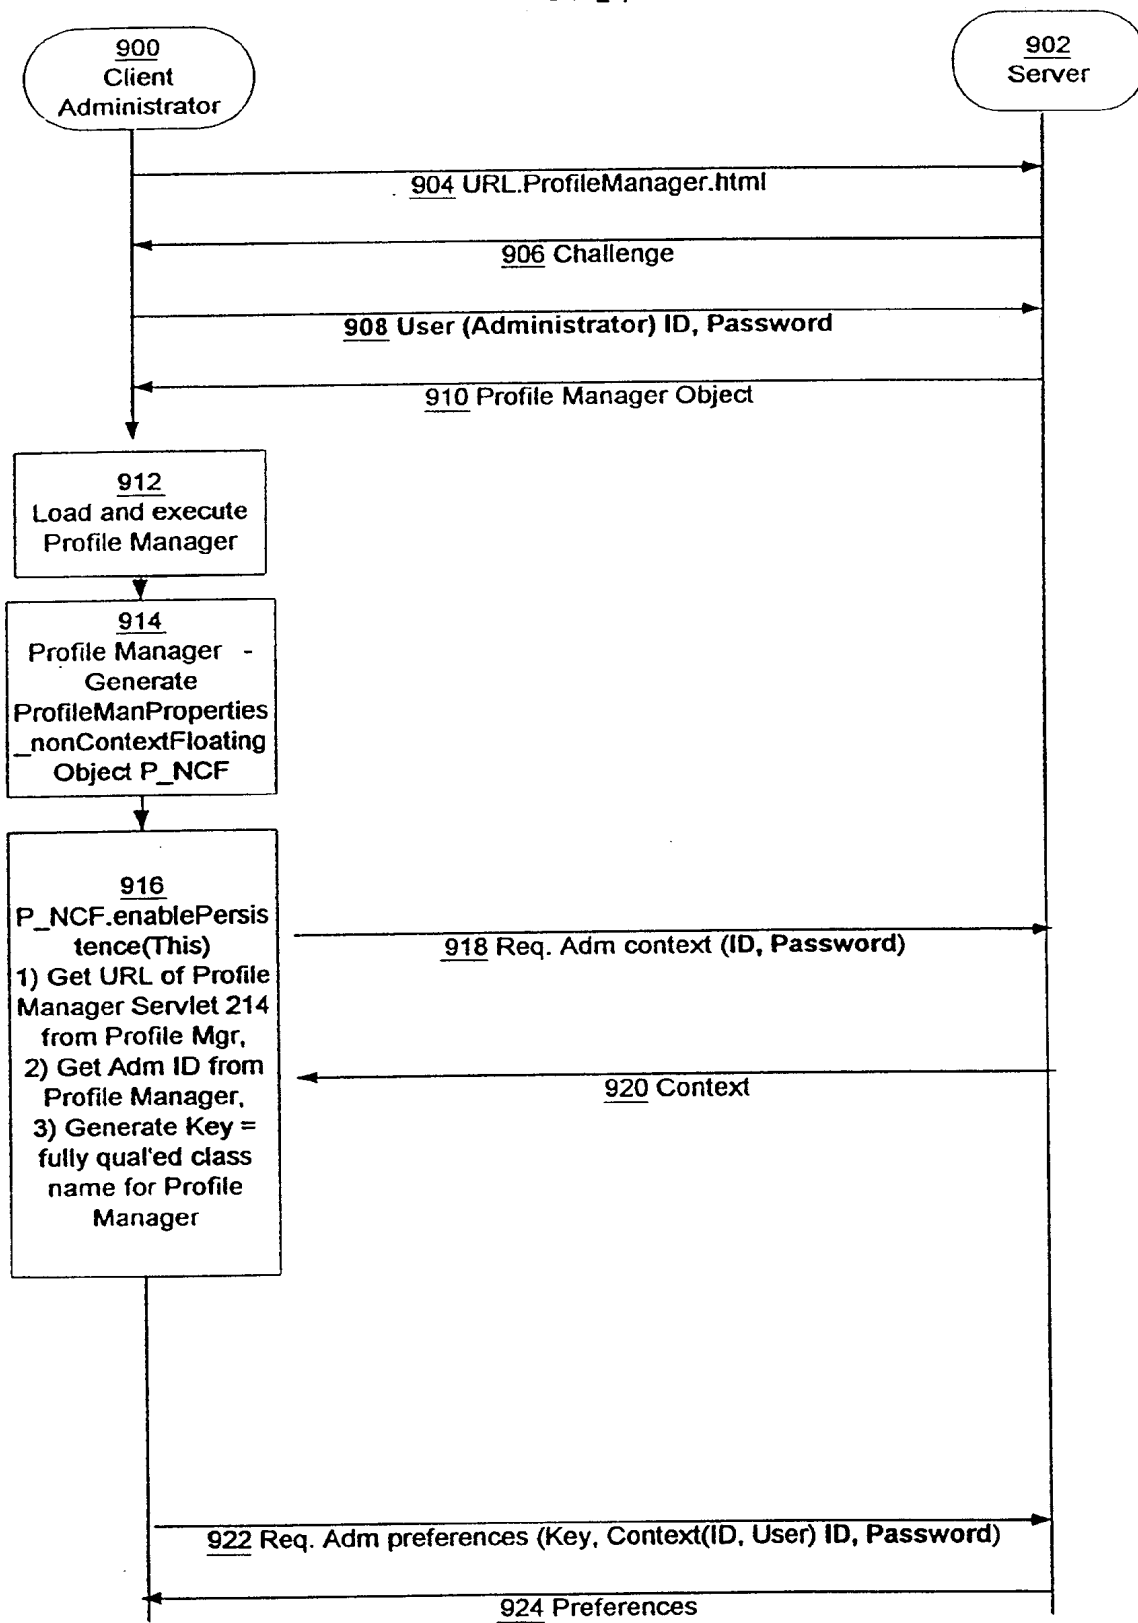 900
Client
Administrator
902
Server
904 URL.ProfileManager.html
906 Challenge
908 User (Administrator) ID, Password
910 Profile Manager Object
912
Load and execute
Profile Manager
914
Profile Manager -
Generate
ProfileManProperties
_nonContextFloating
Object P_NCF
916
P_NCF.enablePersis
tence(This)
1) Get URL of Profile
Manager Servlet 214
from Profile Mgr,
2) Get Adm ID from
Profile Manager,
3) Generate Key =
fully qual'ed class
name for Profile
Manager
918 Req. Adm context (ID, Password)
920 Context
922 Req. Adm preferences (Key, Context(ID, User) ID, Password)
924 Preferences